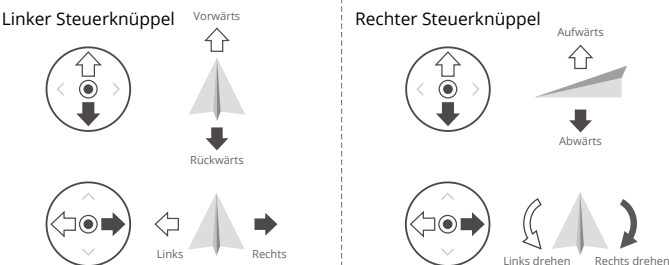 Linker Steuerknüppel
Vorwärts
Rückwärts
Links
Rechts
Rechter Steuerknüppel
Aufwärts
Abwärts
Links drehen
Rechts drehen